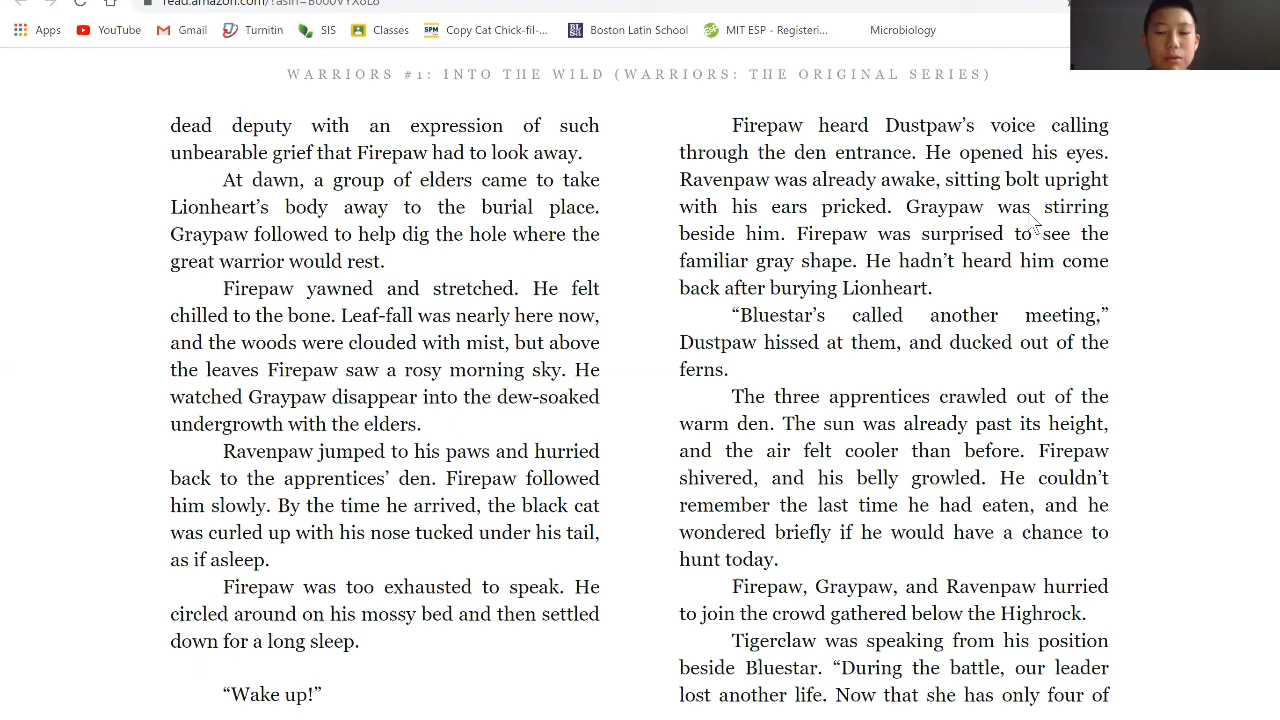 read.amazon.com/?asin=B000VYX8L8
Apps YouTube Gmail Turnitin SIS Classes Copy Cat Chick-fil-... Boston Latin School MIT ESP - Registeri... Microbiology
WARRIORS #1: INTO THE WILD (WARRIORS: THE ORIGINAL SERIES)
dead deputy with an expression of such
unbearable grief that Firepaw had to look away.
At dawn, a group of elders came to take
Lionheart's body away to the burial place.
Graypaw followed to help dig the hole where the
great warrior would rest.
Firepaw yawned and stretched. He felt
chilled to the bone. Leaf-fall was nearly here now,
and the woods were clouded with mist, but above
the leaves Firepaw saw a rosy morning sky. He
watched Graypaw disappear into the dew-soaked
undergrowth with the elders.
Ravenpaw jumped to his paws and hurried
back to the apprentices' den. Firepaw followed
him slowly. By the time he arrived, the black cat
was curled up with his nose tucked under his tail,
as if asleep.
Firepaw was too exhausted to speak. He
circled around on his mossy bed and then settled
down for a long sleep.
"Wake up!"
Firepaw heard Dustpaw's voice calling
through the den entrance. He opened his eyes.
Ravenpaw was already awake, sitting bolt upright
with his ears pricked. Graypaw was stirring
beside him. Firepaw was surprised to see the
familiar gray shape. He hadn't heard him come
back after burying Lionheart.
"Bluestar's called another meeting,"
Dustpaw hissed at them, and ducked out of the
ferns.
The three apprentices crawled out of the
warm den. The sun was already past its height,
and the air felt cooler than before. Firepaw
shivered, and his belly growled. He couldn't
remember the last time he had eaten, and he
wondered briefly if he would have a chance to
hunt today.
Firepaw, Graypaw, and Ravenpaw hurried
to join the crowd gathered below the Highrock.
Tigerclaw was speaking from his position
beside Bluestar. "During the battle, our leader
lost another life. Now that she has only four of